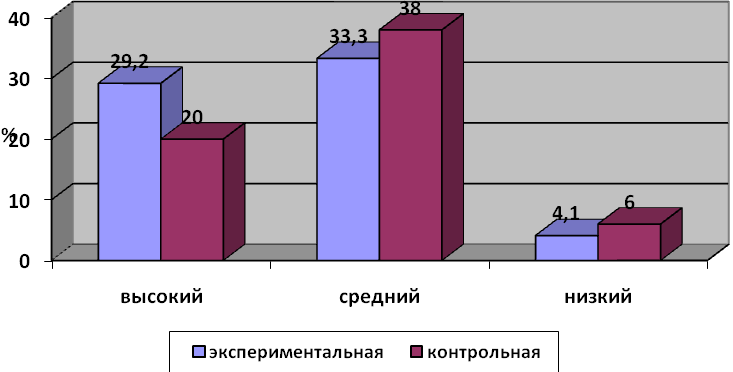 40
30
20
10
0
%
29,2
20
33,3
38
4,1
6
высокий
средний
низкий
экспериментальная
контрольная